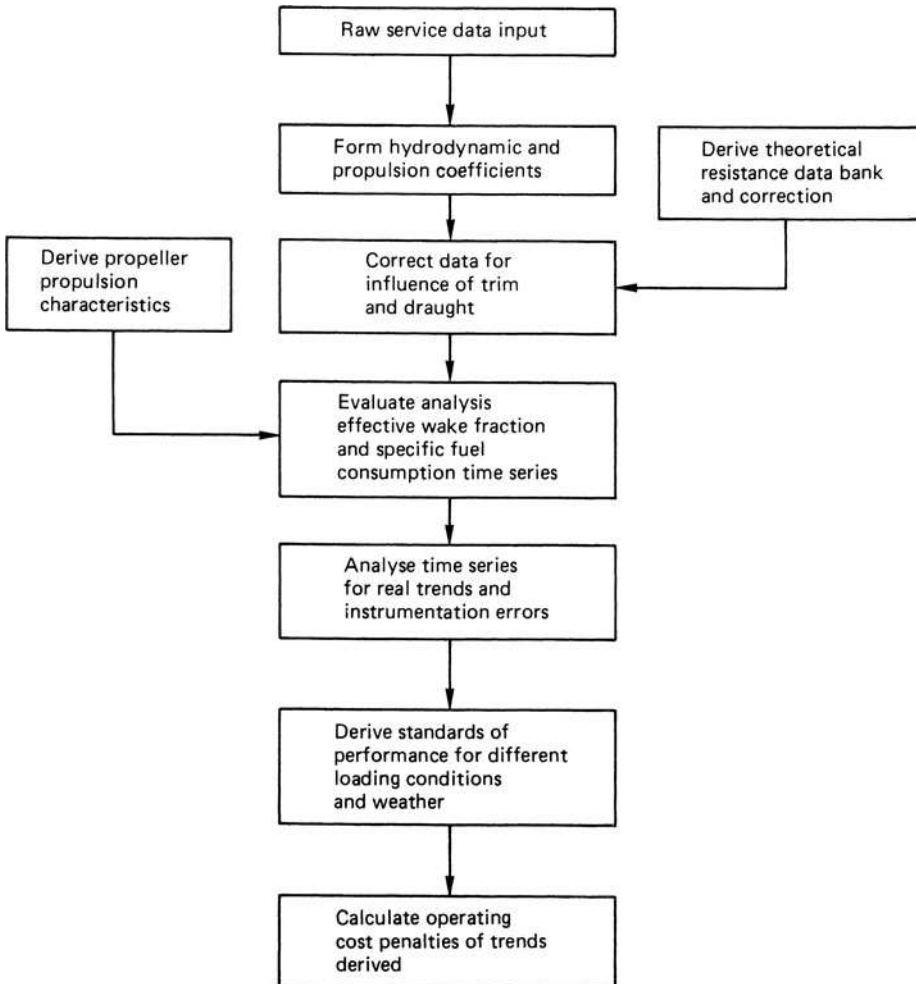 Raw service data input
Form hydrodynamic and
propulsion coefficients
Derive theoretical
resistance data bank
and correction
Derive propeller
propulsion
characteristics
Correct data for
influence of trim
and draught
Evaluate analysis
effective wake fraction
and specific fuel
consumption time series
Analyse time series
for real trends and
instrumentation errors
Derive standards of
performance for different
loading conditions
and weather
Calculate operating
cost penalties of trends
derived